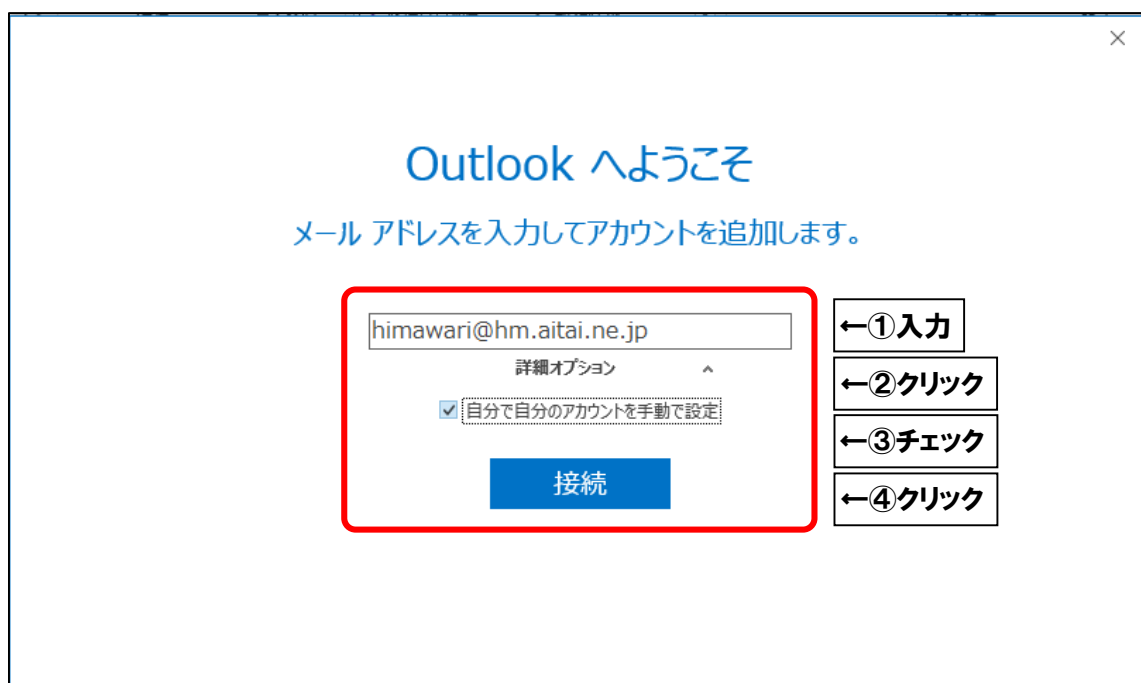 Outlook へようこそ
メール アドレスを入力してアカウントを追加します。
himawari@hm.aitai.ne.jp
←①入力
詳細オプション
←②クリック
自分で自分のアカウントを手動で設定
←③チェック
接続
←④クリック